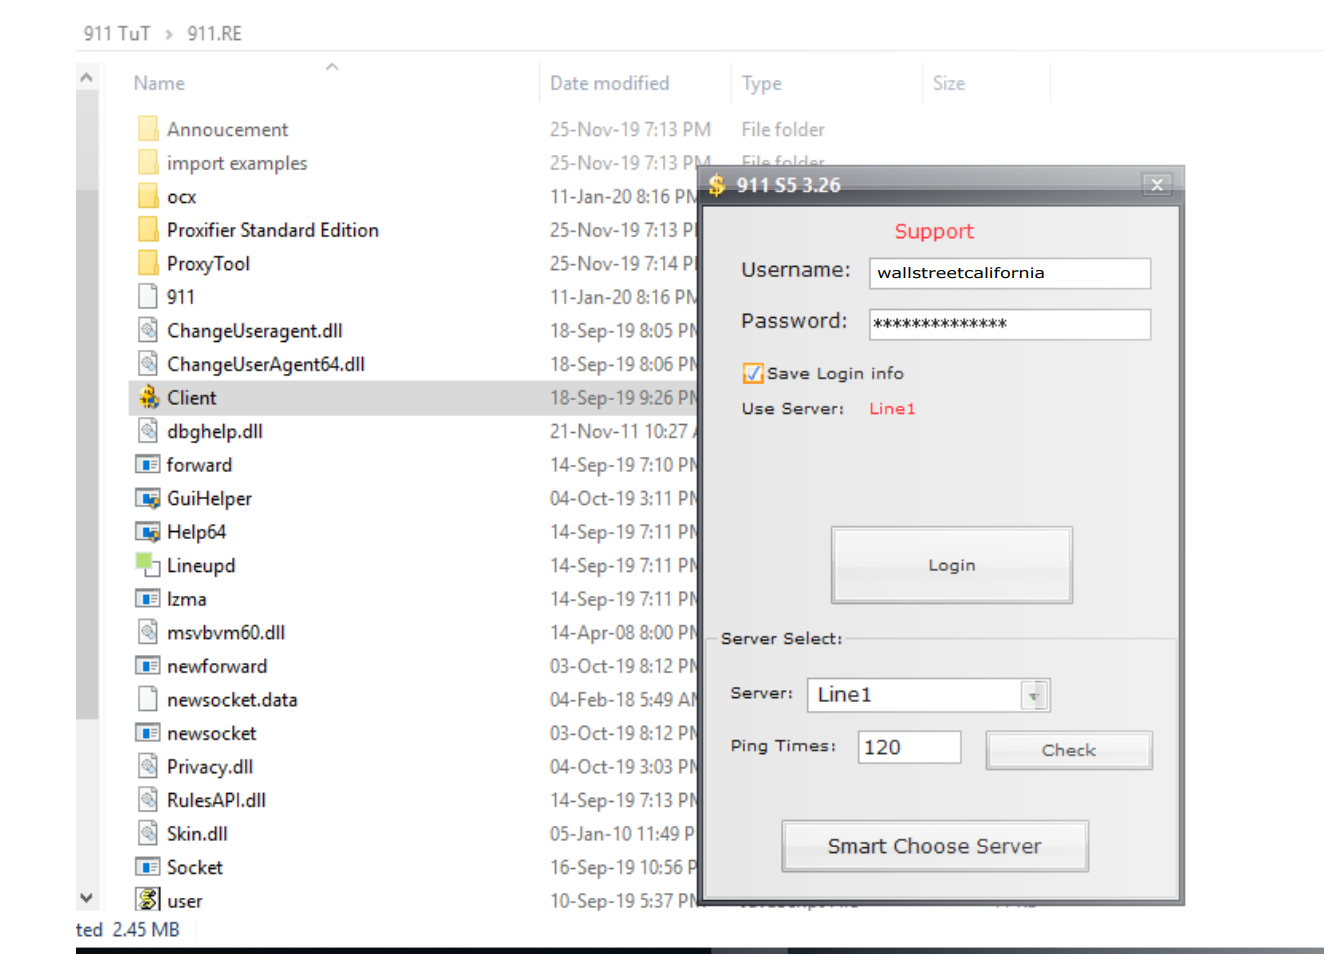 911 TuT › 911.RE
Name Date modified Type Size
Annoucement 25-Nov-19 7:13 PM File folder
import examples 25-Nov-19 7:13 PM File folder
ocx 11-Jan-20 8:16 PM
Proxifier Standard Edition 25-Nov-19 7:13
ProxyTool 25-Nov-19 7:14
911 11-Jan-20 8:16 PM
ChangeUseragent.dll 18-Sep-19 8:05 PM
ChangeUserAgent64.dll 18-Sep-19 8:06 PM
Client 18-Sep-19 9:26 PM
dbghelp.dll 21-Nov-11 10:27
forward 14-Sep-19 7:10 PM
GuiHelper 04-Oct-19 3:11 PM
Help64 14-Sep-19 7:11 PM
Lineupd 14-Sep-19 7:11 PM
lzma 14-Sep-19 7:11 PM
msvbvm60.dll 14-Apr-08 8:00 PM
newforward 03-Oct-19 8:12 PM
newsocket.data 04-Feb-18 5:49 AM
newsocket 03-Oct-19 8:12 PM
Privacy.dll 04-Oct-19 3:03 PM
RulesAPI.dll 14-Sep-19 7:13 PM
Skin.dll 05-Jan-10 11:49
Socket 16-Sep-19 10:56
user 10-Sep-19 5:37 PM
ted 2.45 MB
911 S5 3.26
Support
Username: wallstreetcalifornia
Password: **************
Save Login info
Use Server: Line1
Login
Server Select:
Server: Line1
Ping Times: 120 Check
Smart Choose Server